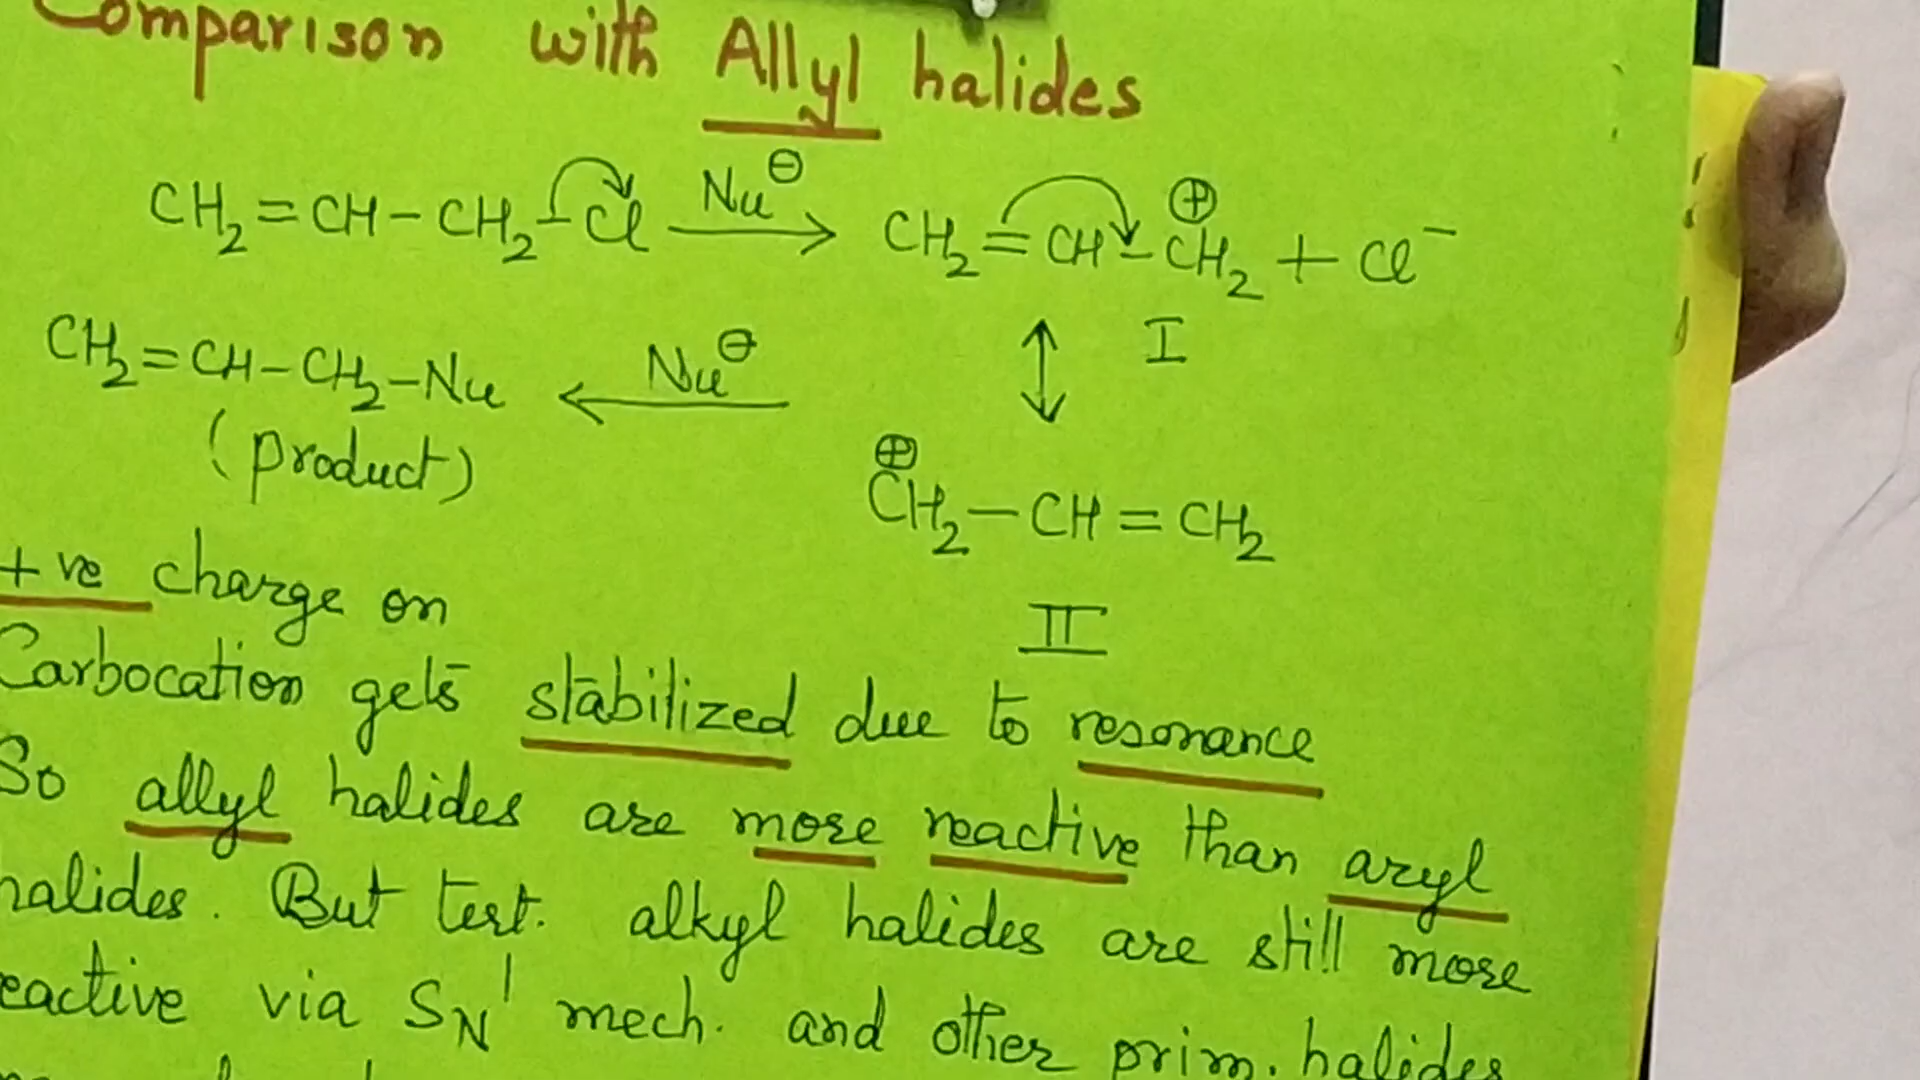 Comparison with Allyl halides
CH₂=CH-CH₂-Cl Nu⊖ → CH₂=CH-CH₂⊕ + Cl⁻
I
CH₂=CH-CH₂-Nu ← Nu⊖
(product)
⊕CH₂-CH=CH₂
II
+ve charge on
Carbocation gets stabilized due to resonance
So allyl halides are more reactive than aryl
halides. But tert. alkyl halides are still more
reactive via SN¹ mech. and other prim. halides